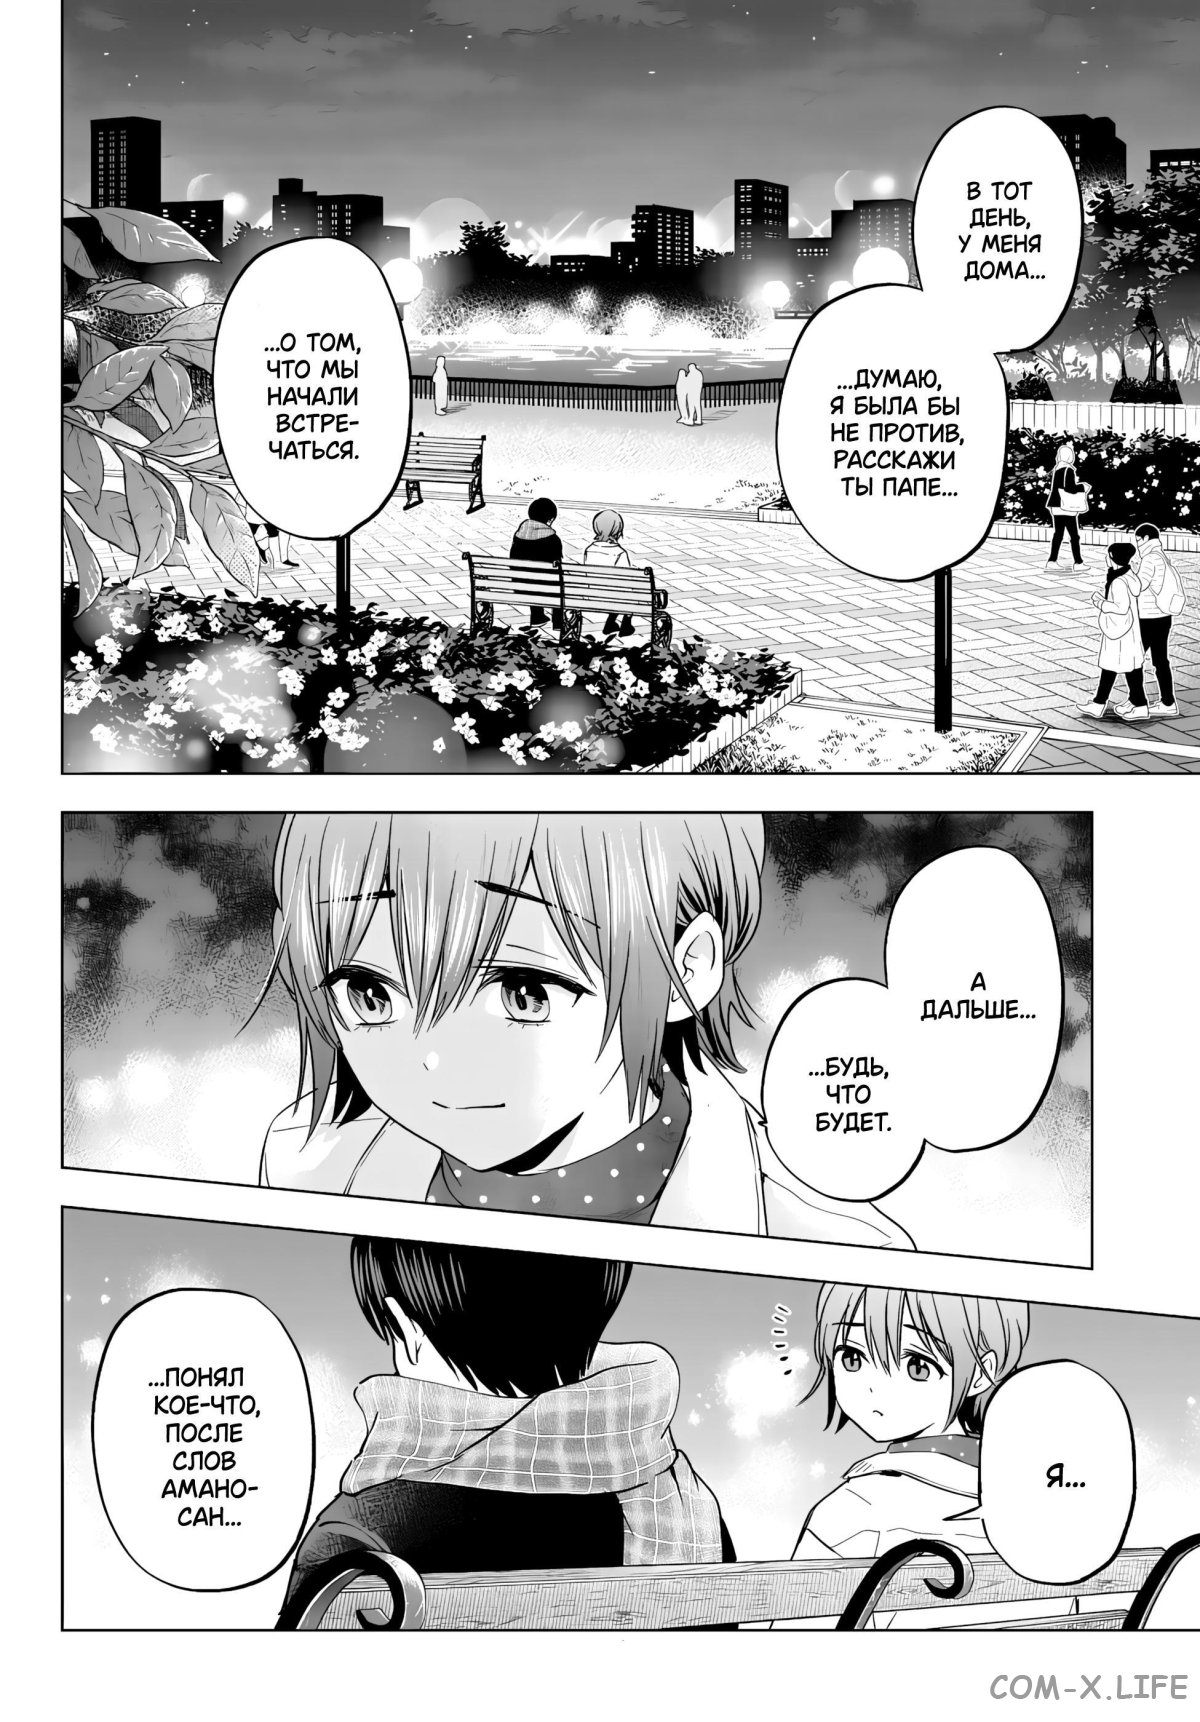 В ТОТ
ДЕНЬ,
У МЕНЯ
ДОМА...
...ДУМАЮ,
Я БЫЛА БЫ
НЕ ПРОТИВ,
РАССКАЖИ
ТЫ ПАПЕ...
...О ТОМ,
ЧТО МЫ
НАЧАЛИ
ВСТРЕ-
ЧАТЬСЯ.
А
ДАЛЬШЕ...
...БУДЬ,
ЧТО
БУДЕТ.
Я...
...ПОНЯЛ
КОЕ-ЧТО,
ПОСЛЕ
СЛОВ
АМАНО-
САН...
COM-X.LIFE